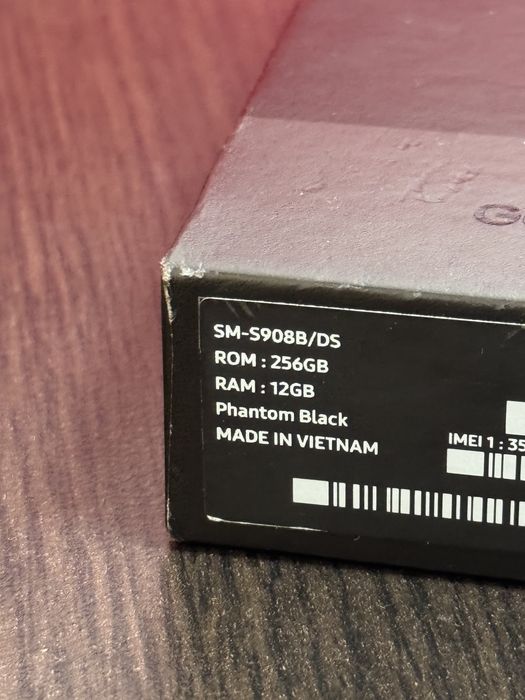 SM-S908B/DS
ROM : 256GB
RAM : 12GB
Phantom Black
MADE IN VIETNAM
IMEI 1 : 35